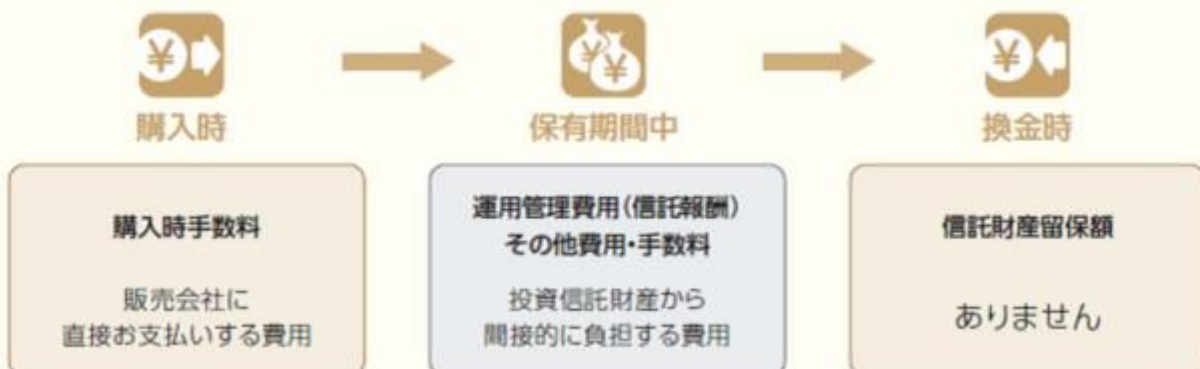 ¥
¥
¥
¥
購入時
保有期間中
換金時
購入時手数料
販売会社に
直接お支払いする費用
運用管理費用(信託報酬)
その他費用・手数料
投資信託財産から
間接的に負担する費用
信託財産留保額
ありません